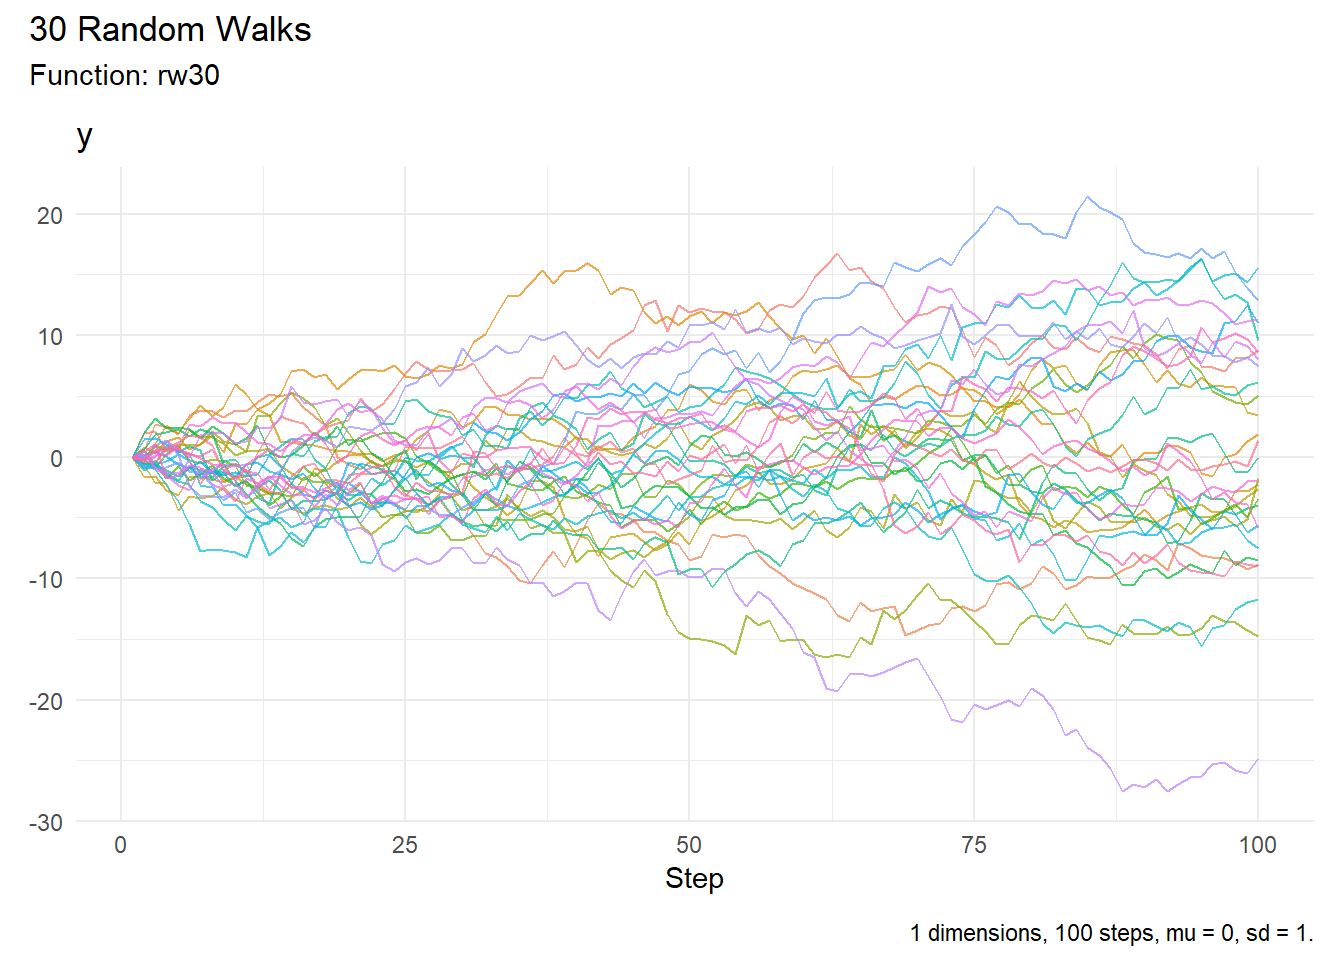 30 Random Walks
Function: rw30
y
20
10
0
-10
-20
-30
0 25 50 75 100
Step
1 dimensions, 100 steps, mu = 0, sd = 1.